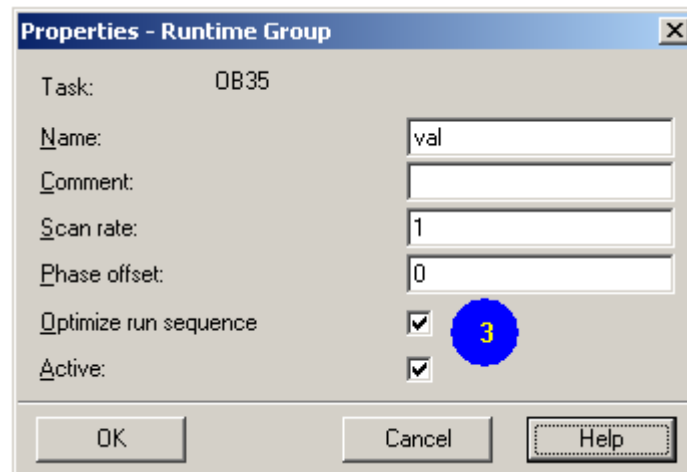 Properties - Runtime Group
Task: OB35
Name: val
Comment:
Scan rate: 1
Phase offset: 0
Optimize run sequence
3
Active:
OK Cancel Help